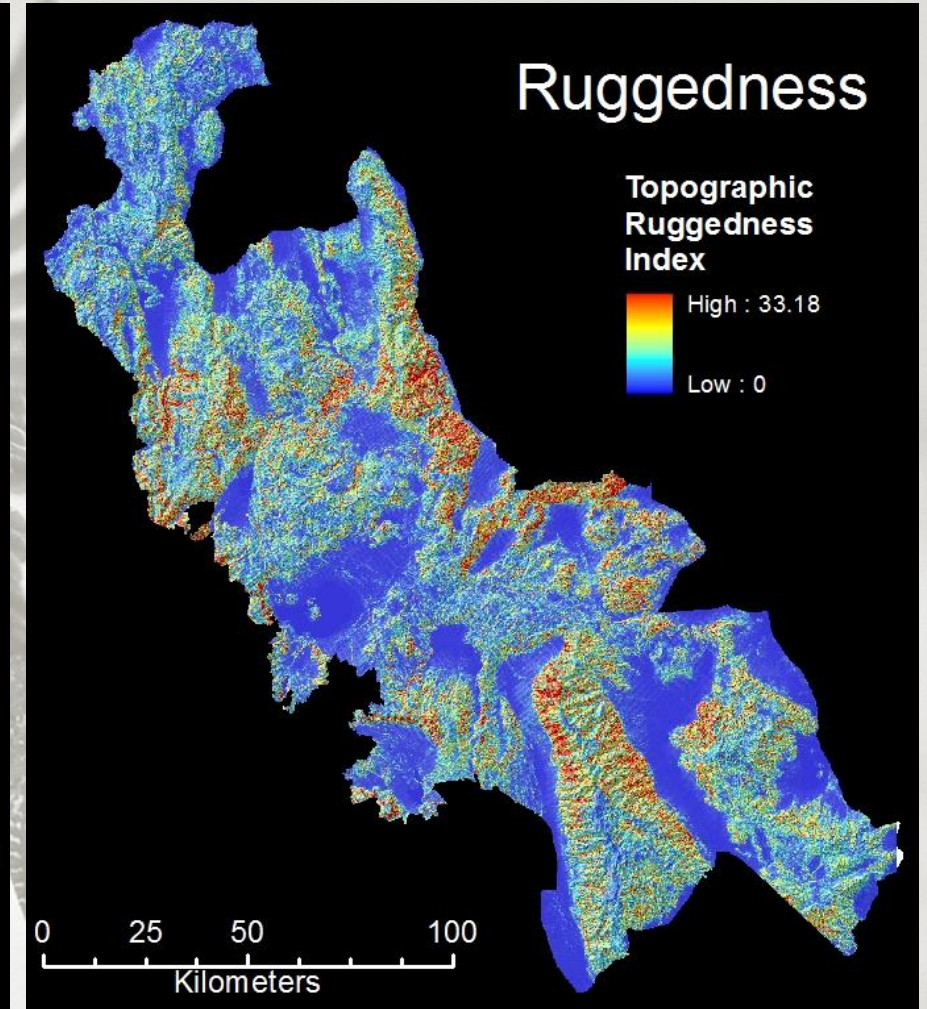 Ruggedness
Topographic
Ruggedness
Index
High : 33.18
Low : 0
0 25 50 100
Kilometers